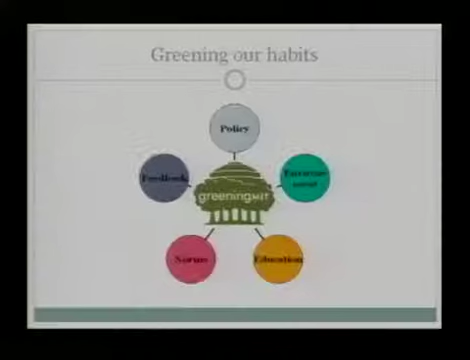 Greening our habits
Policy
Feedback
greeningMIT
Norms
Education